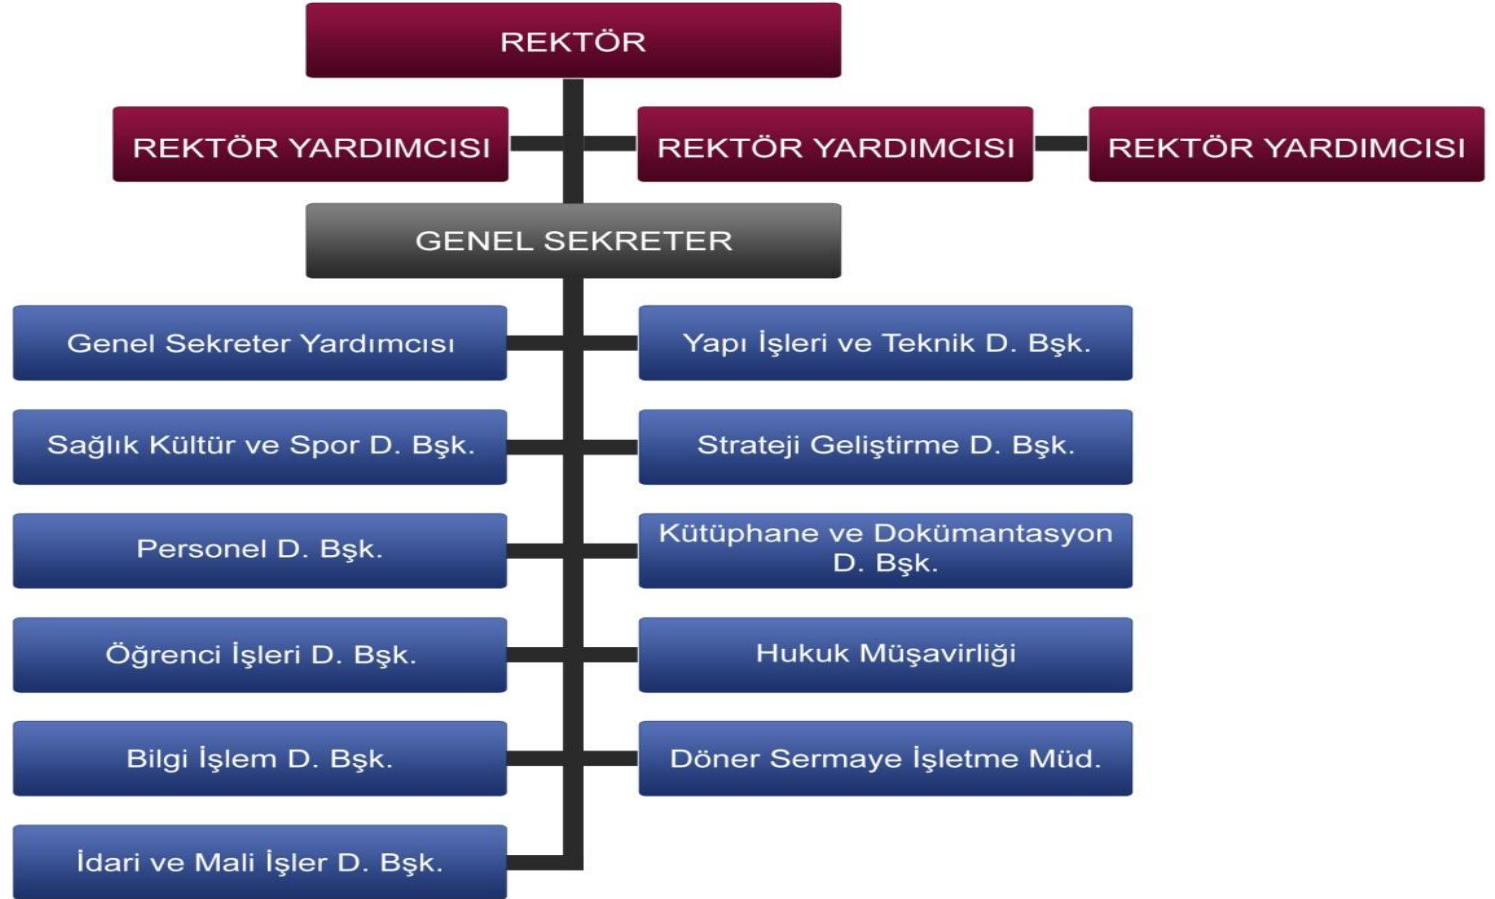 REKTÖR
REKTÖR YARDIMCISI
REKTÖR YARDIMCISI
REKTÖR YARDIMCISI
GENEL SEKRETER
Genel Sekreter Yardımcısı
Yapı İşleri ve Teknik D. Bşk.
Sağlık Kültür ve Spor D. Bşk.
Strateji Geliştirme D. Bşk.
Personel D. Bşk.
Kütüphane ve Dokümantasyon
D. Bşk.
Öğrenci İşleri D. Bşk.
Hukuk Müşavirliği
Bilgi İşlem D. Bşk.
Döner Sermaye İşletme Müd.
İdari ve Mali İşler D. Bşk.